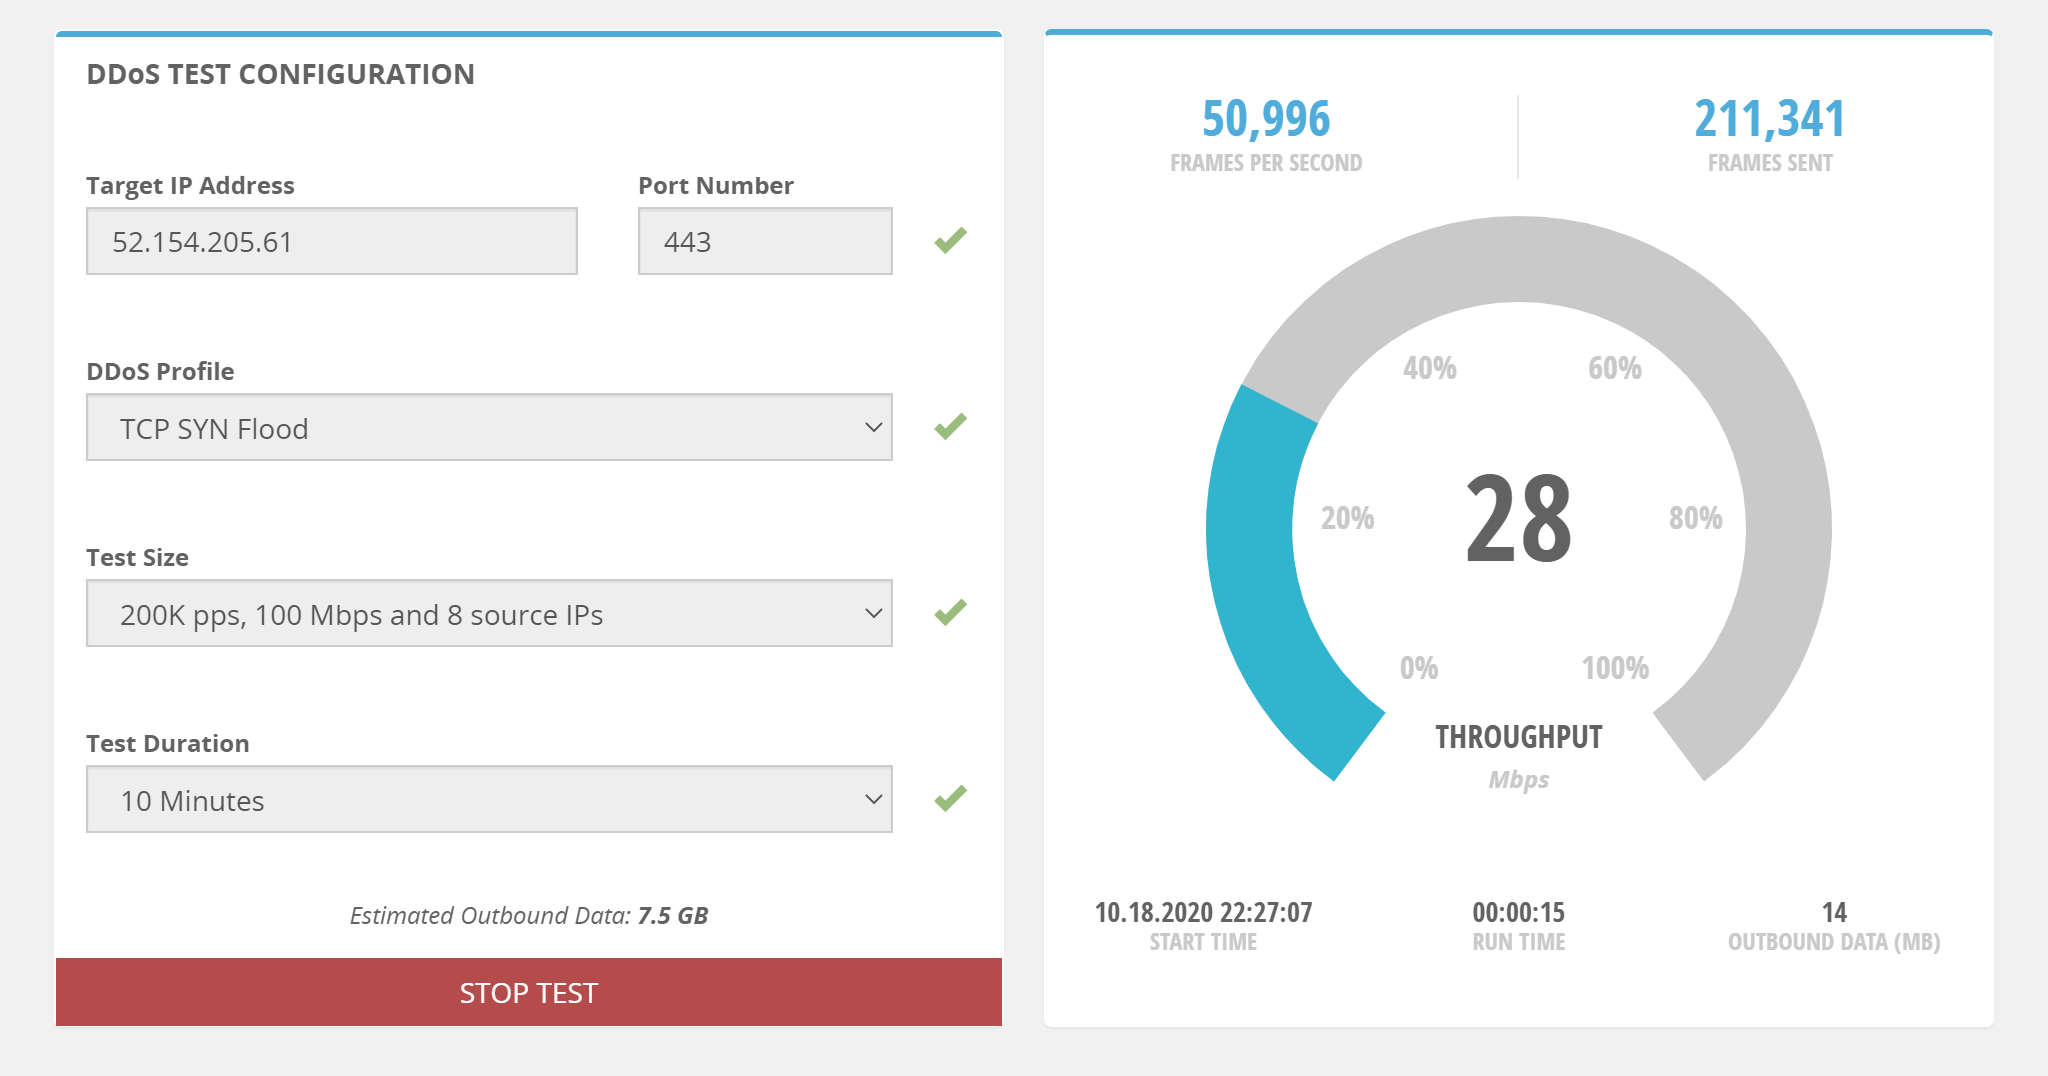 DDoS TEST CONFIGURATION
Target IP Address
Port Number
52.154.205.61
443
DDoS Profile
TCP SYN Flood
Test Size
200K pps, 100 Mbps and 8 source IPs
Test Duration
10 Minutes
Estimated Outbound Data: 7.5 GB
STOP TEST
50,996
FRAMES PER SECOND
211,341
FRAMES SENT
40%
60%
20%
28
80%
0%
100%
THROUGHPUT
Mbps
10.18.2020 22:27:07
START TIME
00:00:15
RUN TIME
14
OUTBOUND DATA (MB)